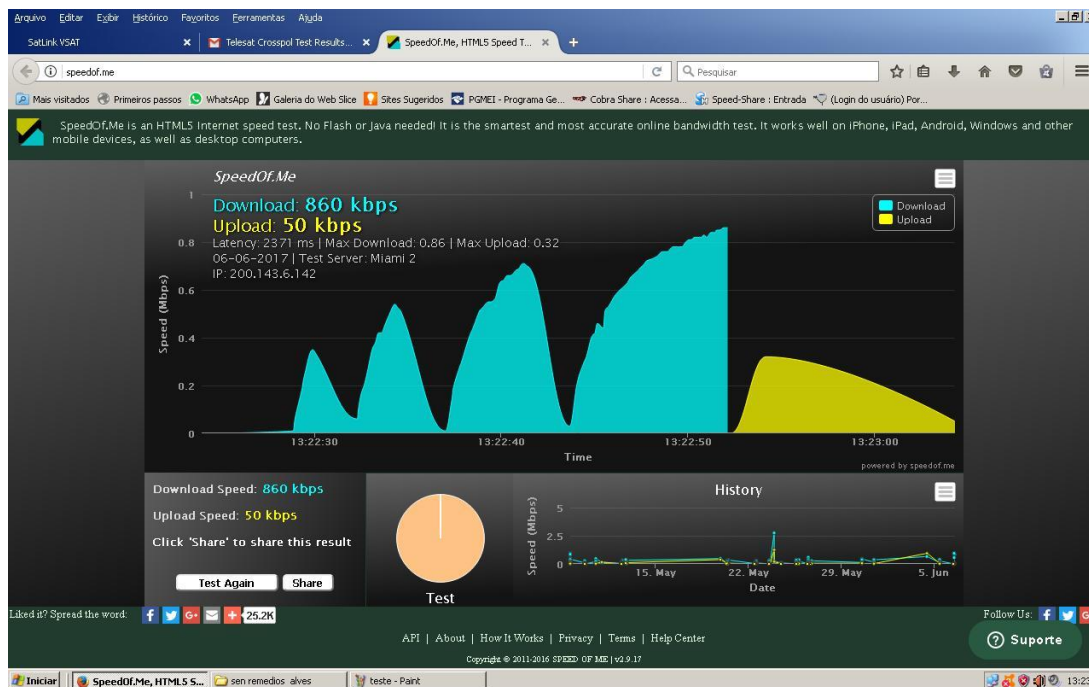 Arquivo Editar Exibir Histórico Favoritos Ferramentas Ajuda
SatLink VSAT
Telesat Crosspol Test Results...
SpeedOf.Me, HTML5 Speed T...
speedof.me
Pesquisar
Mais visitados Primeiros passos WhatsApp Galeria do Web Slice Sites Sugeridos PGMEI - Programa Ge... Cobra Share : Acessa... Speed-Share : Entrada (Login do usuário) Por...
SpeedOf.Me is an HTML5 Internet speed test. No Flash or Java needed! It is the smartest and most accurate online bandwidth test. It works well on iPhone, iPad, Android, Windows and other
mobile devices, as well as desktop computers.
SpeedOf.Me
Download: 860 kbps
Upload: 50 kbps
Latency: 2371 ms | Max Download: 0.86 | Max Upload: 0.32
06-06-2017 | Test Server: Miami 2
IP: 200.143.6.142
Download
Upload
Speed (Mbps)
1
0.8
0.6
0.4
0.2
0
13:22:30 13:22:40 13:22:50 13:23:00
Time
powered by speedof.me
Download Speed: 860 kbps
Upload Speed: 50 kbps
Click 'Share' to share this result
Test Again Share
Test
History
Speed (Mbps)
5
2.5
0
15. May 22. May 29. May 5. Jun
Date
Liked it? Spread the word: 25.2K
Follow Us:
API | About | How It Works | Privacy | Terms | Help Center
Copyright © 2011-2016 SPEED OF ME | v2.9.17
Suporte
Iniciar SpeedOf.Me, HTML5 S... sen remedios alves teste - Paint